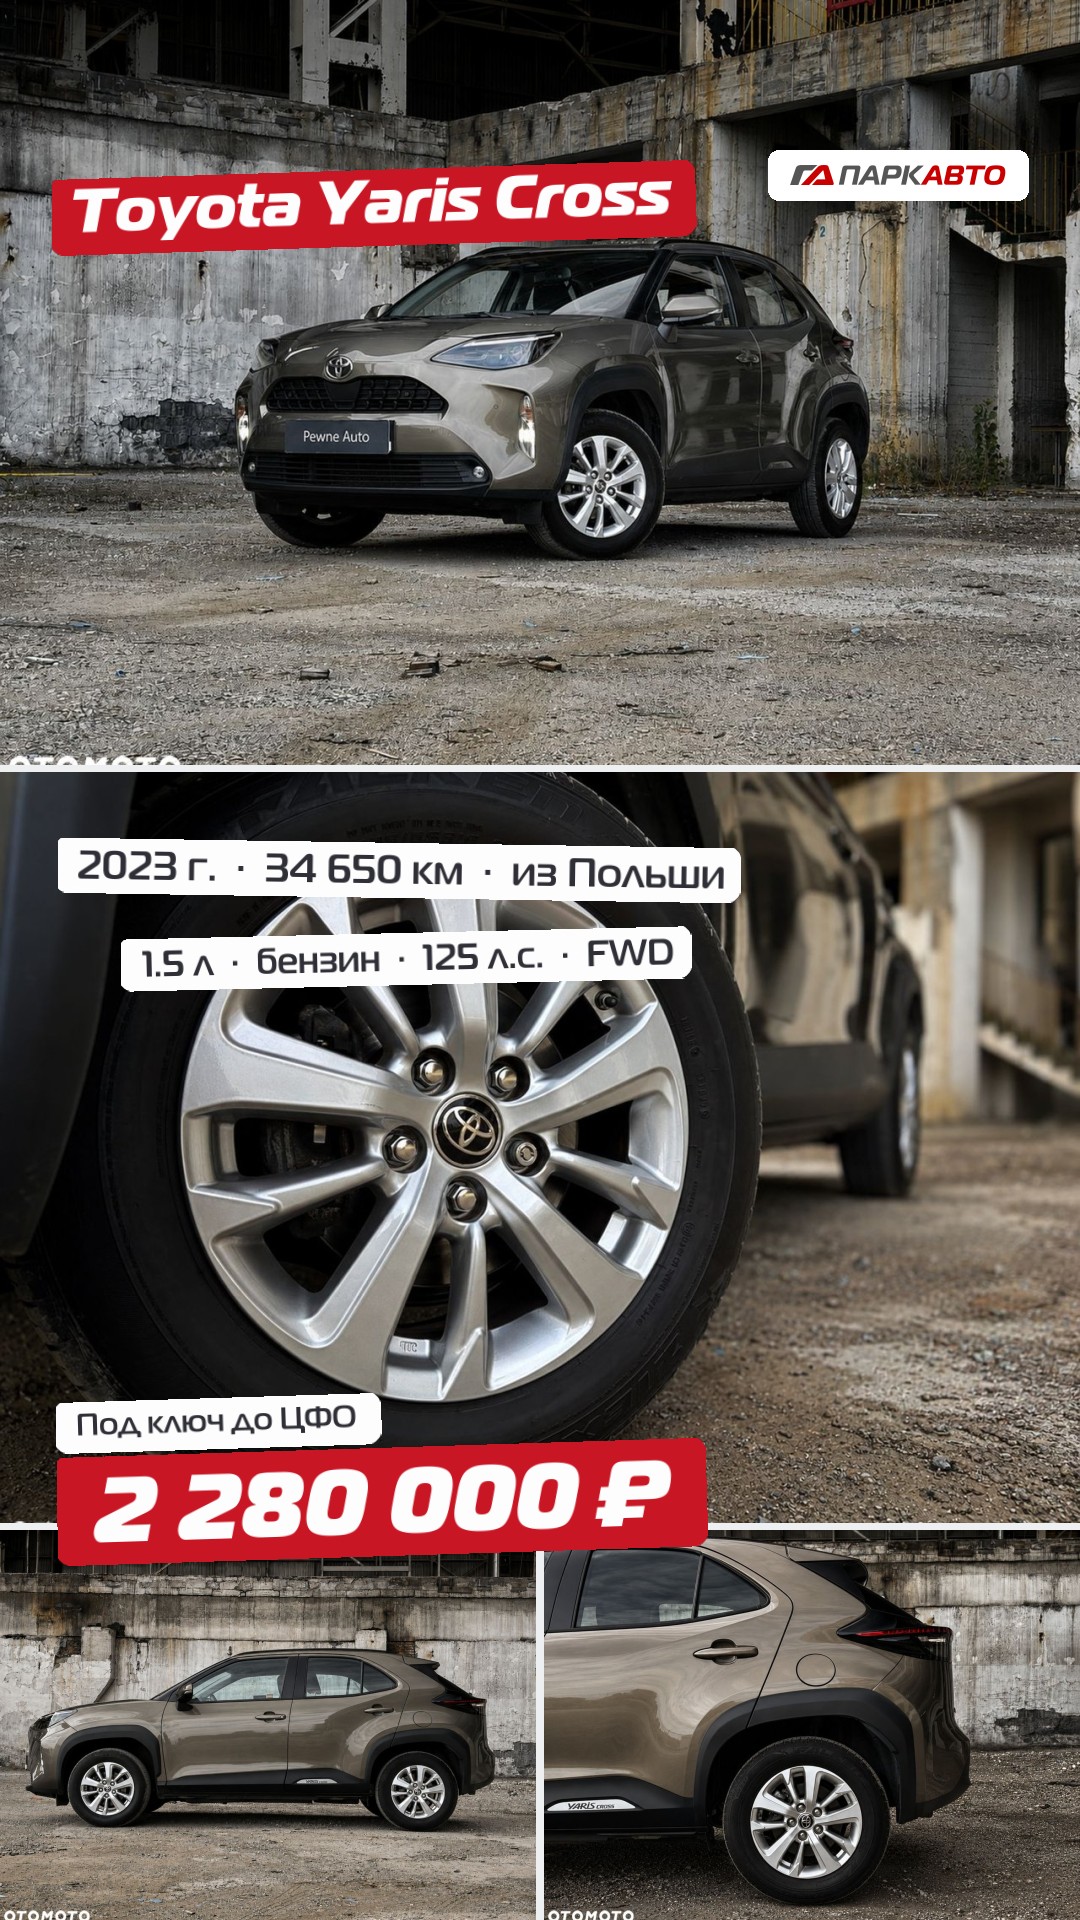 Toyota Yaris Cross
ПАРКАВТО
Pewne Auto
OTOMOTO
2023 г. · 34 650 км · из Польши
1.5 л · бензин · 125 л.с. · FWD
Под ключ до ЦФО
2 280 000 ₽
YARIS CROSS
OTOMOTO
OTOMOTO